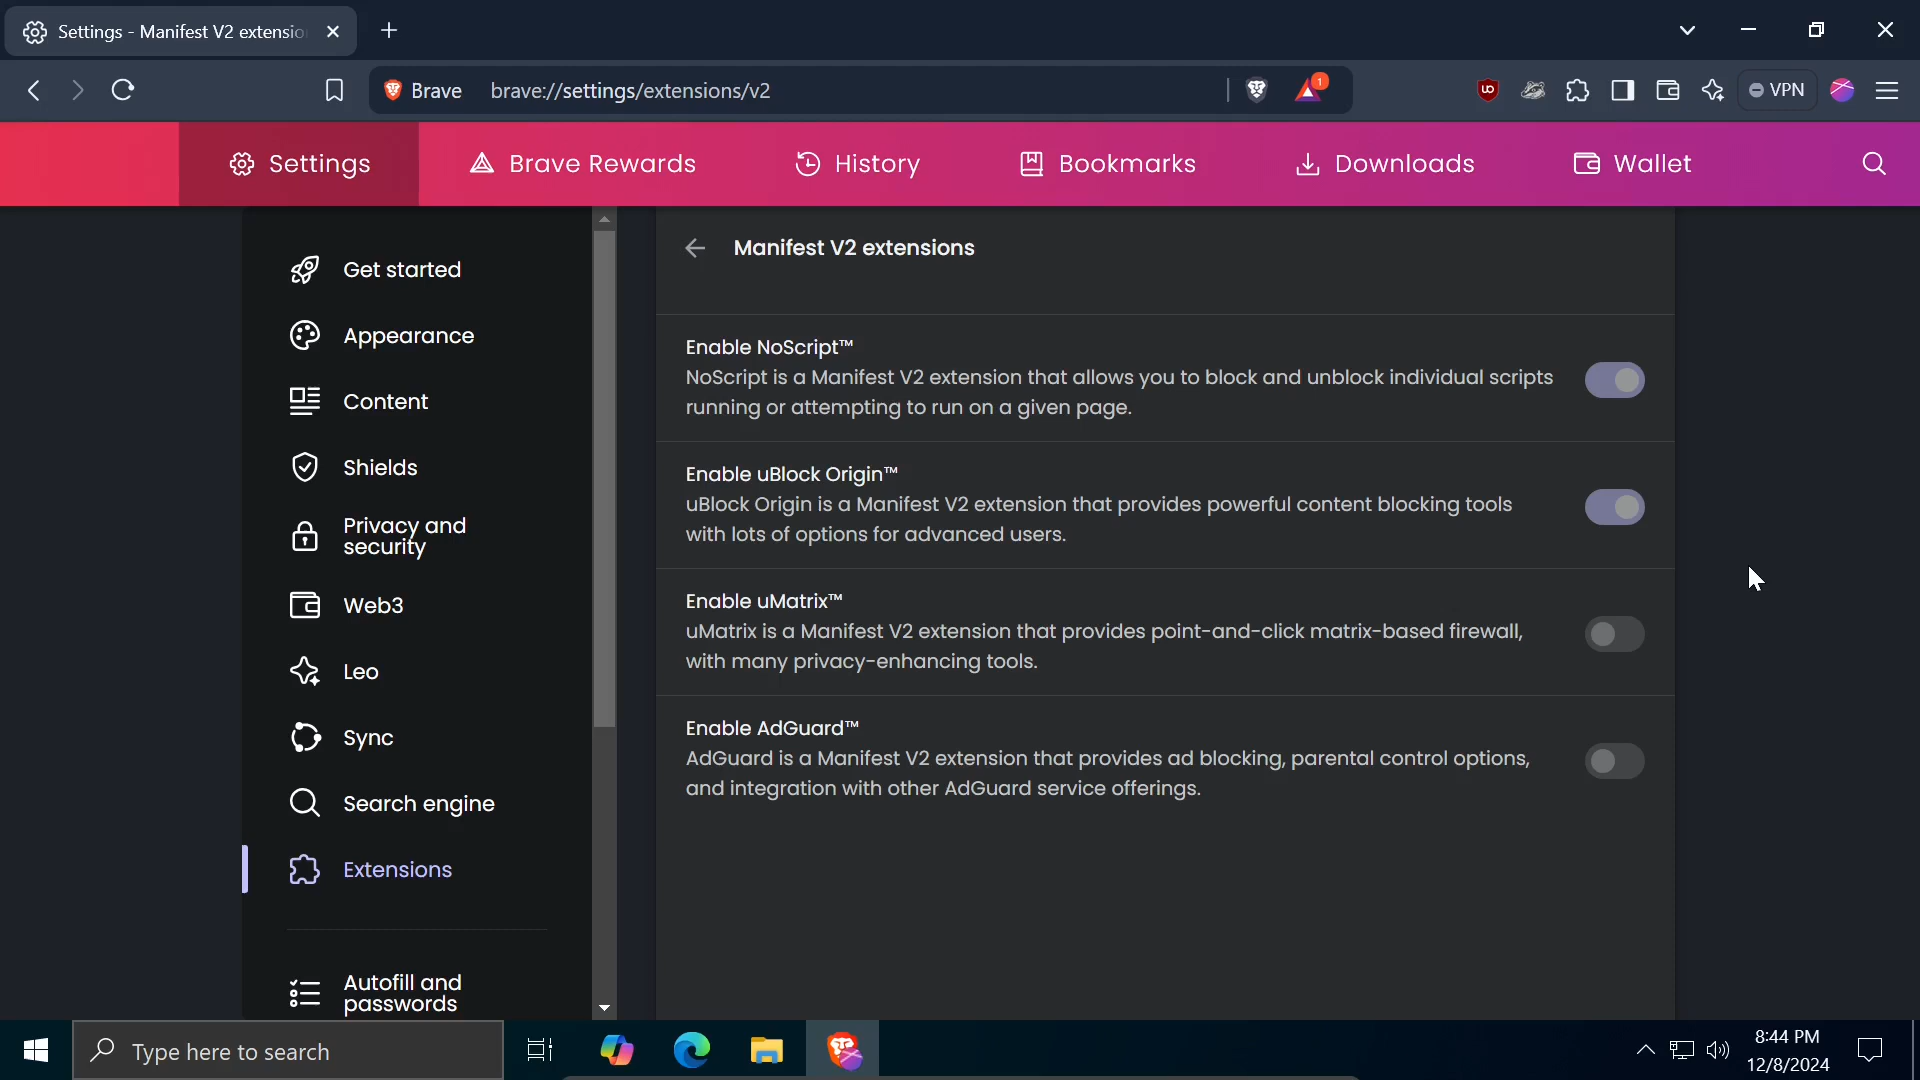 Settings - Manifest V2 extensio
Brave
brave://settings/extensions/v2
1
UO
VPN
Settings
Brave Rewards
History
Bookmarks
Downloads
Wallet
Get started
Appearance
Content
Shields
Privacy and
security
Web3
Leo
Sync
Search engine
Extensions
Autofill and
passwords
Manifest V2 extensions
Enable NoScript™
NoScript is a Manifest V2 extension that allows you to block and unblock individual scripts
running or attempting to run on a given page.
Enable uBlock Origin™
uBlock Origin is a Manifest V2 extension that provides powerful content blocking tools
with lots of options for advanced users.
Enable uMatrix™
uMatrix is a Manifest V2 extension that provides point-and-click matrix-based firewall,
with many privacy-enhancing tools.
Enable AdGuard™
AdGuard is a Manifest V2 extension that provides ad blocking, parental control options,
and integration with other AdGuard service offerings.
Type here to search
8:44 PM
12/8/2024